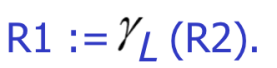 R1 := γL (R2).